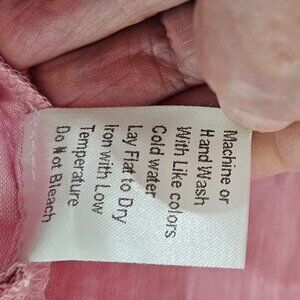 Machine or
Hand Wash
With Like colors
Cold water
Lay Flat to Dry
Iron with Low
Temperature
Do Not Bleach